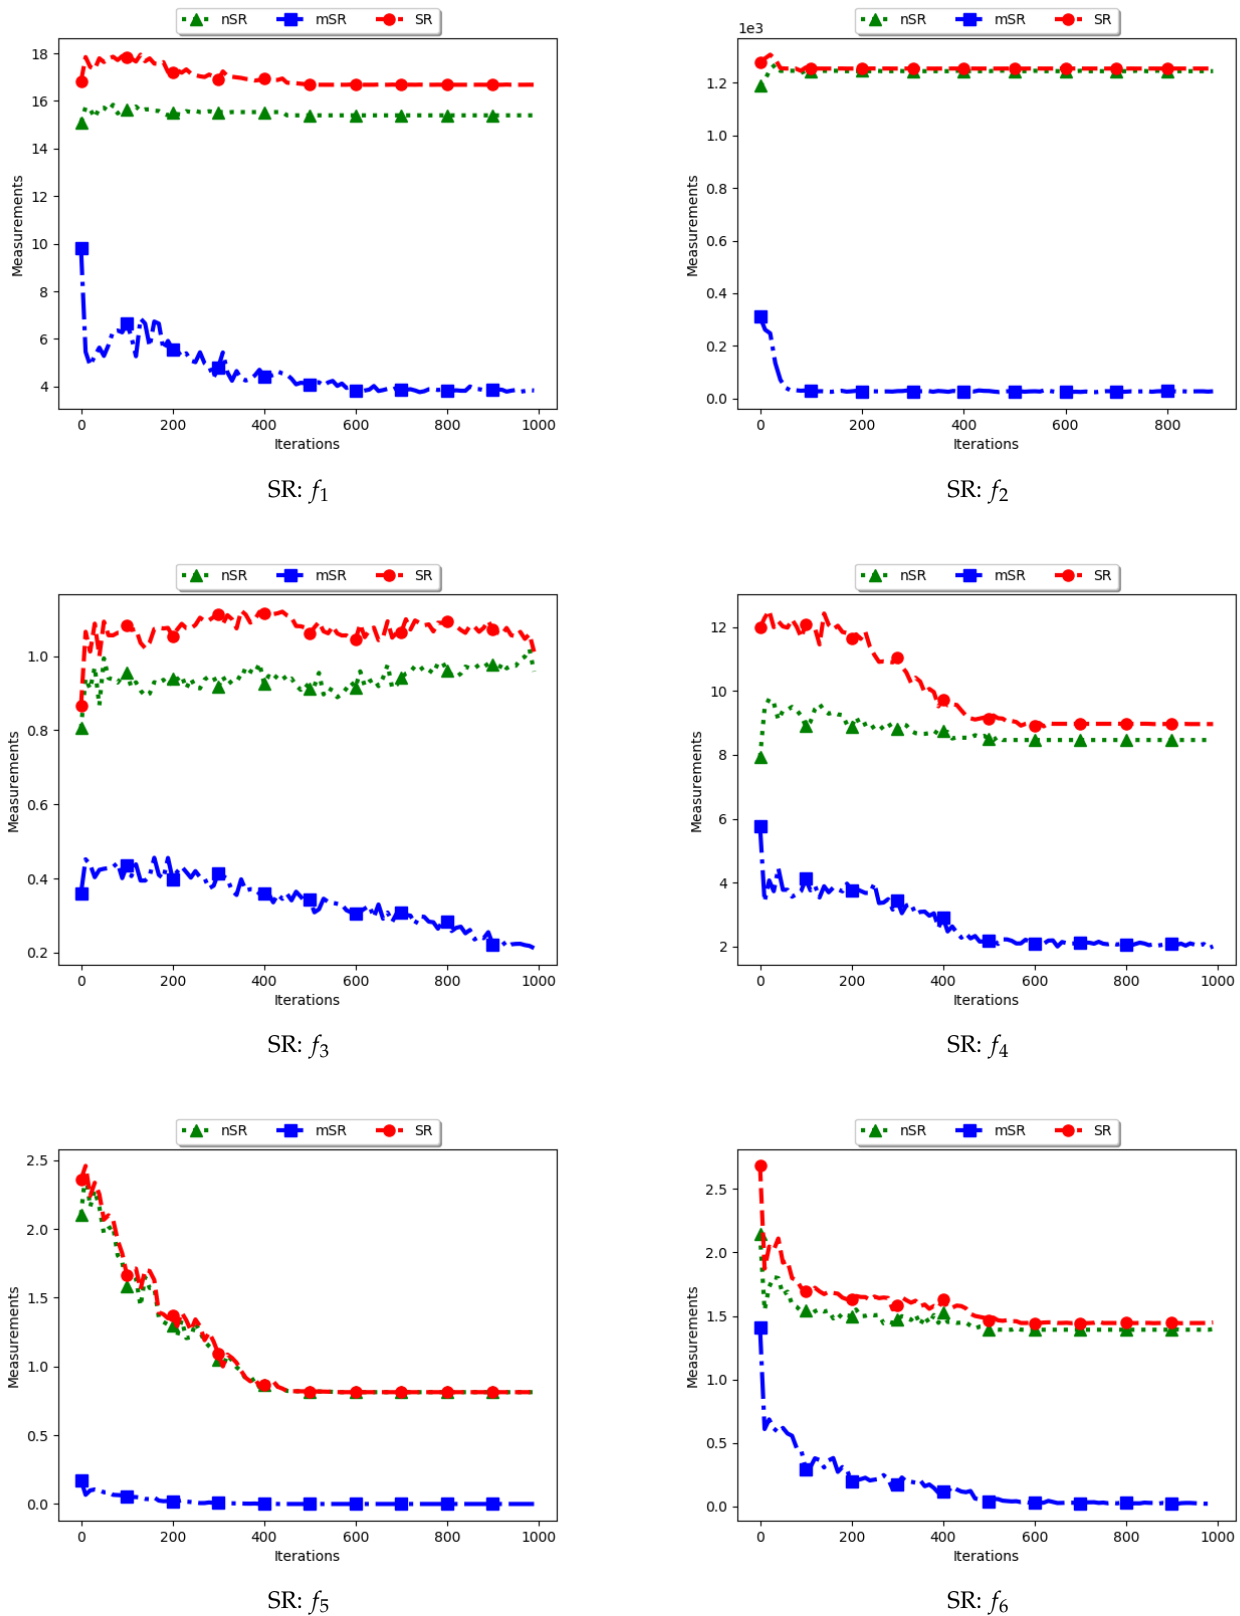 nSR mSR SR
18
16
14
12
10
8
6
4
Measurements
0 200 400 600 800 1000
Iterations
SR: f1
nSR mSR SR
1e3
1.2
1.0
0.8
0.6
0.4
0.2
0.0
Measurements
0 200 400 600 800
Iterations
SR: f2
nSR mSR SR
1.0
0.8
0.6
0.4
0.2
Measurements
0 200 400 600 800 1000
Iterations
SR: f3
nSR mSR SR
12
10
8
6
4
2
Measurements
0 200 400 600 800 1000
Iterations
SR: f4
nSR mSR SR
2.5
2.0
1.5
1.0
0.5
0.0
Measurements
0 200 400 600 800 1000
Iterations
SR: f5
nSR mSR SR
2.5
2.0
1.5
1.0
0.5
0.0
Measurements
0 200 400 600 800 1000
Iterations
SR: f6